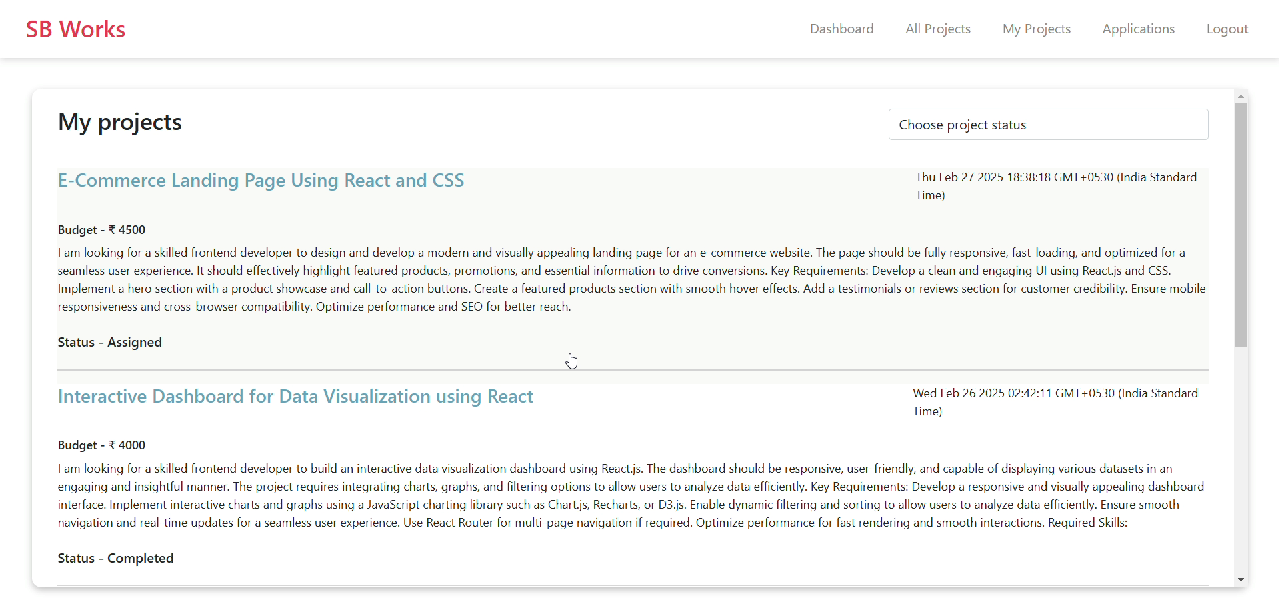 SB Works
Dashboard
All Projects
My Projects
Applications
Logout
My projects
Choose project status
E-Commerce Landing Page Using React and CSS
Thu Feb 27 2025 18:38:18 GMT+0530 (India Standard
Time)
Budget - ₹ 4500
I am looking for a skilled frontend developer to design and develop a modern and visually appealing landing page for an e-commerce website. The page should be fully responsive, fast-loading, and optimized for a
seamless user experience. It should effectively highlight featured products, promotions, and essential information to drive conversions. Key Requirements: Develop a clean and engaging UI using React.js and CSS.
Implement a hero section with a product showcase and call-to-action buttons. Create a featured products section with smooth hover effects. Add a testimonials or reviews section for customer credibility. Ensure mobile
responsiveness and cross-browser compatibility. Optimize performance and SEO for better reach.
Status - Assigned
Interactive Dashboard for Data Visualization using React
Wed Feb 26 2025 02:42:11 GMT+0530 (India Standard
Time)
Budget - ₹ 4000
I am looking for a skilled frontend developer to build an interactive data visualization dashboard using React.js. The dashboard should be responsive, user-friendly, and capable of displaying various datasets in an
engaging and insightful manner. The project requires integrating charts, graphs, and filtering options to allow users to analyze data efficiently. Key Requirements: Develop a responsive and visually appealing dashboard
interface. Implement interactive charts and graphs using a JavaScript charting library such as Chart.js, Recharts, or D3.js. Enable dynamic filtering and sorting to allow users to analyze data efficiently. Ensure smooth
navigation and real-time updates for a seamless user experience. Use React Router for multi-page navigation if required. Optimize performance for fast rendering and smooth interactions. Required Skills:
Status - Completed